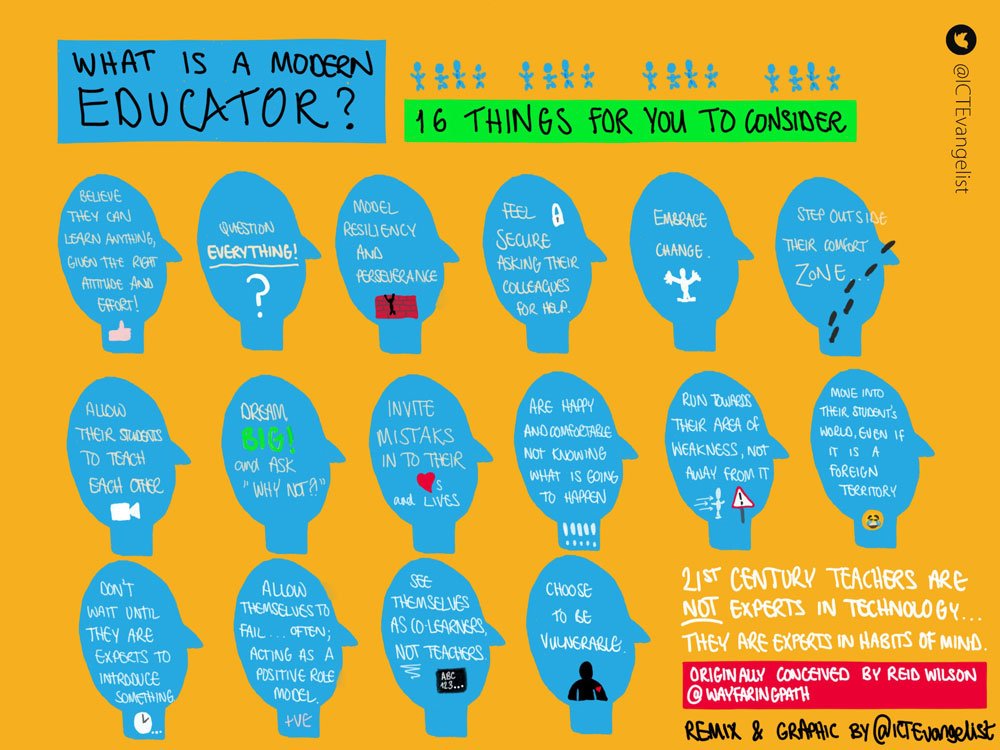 WHAT IS A MODERN
EDUCATOR?
16 THINGS FOR YOU TO CONSIDER
@ICTEvangelist
BELIEVE
THEY CAN
LEARN ANYTHING,
GIVEN THE RIGHT
ATTITUDE AND
EFFORT!
QUESTION
EVERYTHING!
?
MODEL
RESILIENCY
AND
PERSEVERANCE
FEEL
SECURE
ASKING THEIR
COLLEAGUES
FOR HELP.
EMBRACE
CHANGE.
STEP OUTSIDE
THEIR COMFORT
ZONE...
ALLOW
THEIR STUDENTS
TO TEACH
EACH OTHER
DREAM
BIG!
and ASK
"WHY NOT?"
INVITE
MISTAKS
IN TO THEIR
s
and LIVES
ARE HAPPY
AND COMFORTABLE
NOT KNOWING
WHAT IS GOING
TO HAPPEN
!!!!!!
RUN TOWARDS
THEIR AREA OF
WEAKNESS, NOT
AWAY FROM IT
!
MOVE INTO
THEIR STUDENT'S
WORLD, EVEN IF
IT IS A
FOREIGN
TERRITORY
DON'T
WAIT UNTIL
THEY ARE
EXPERTS TO
INTRODUCE
SOMETHING.
...
ALLOW
THEMSELVES TO
FAIL... OFTEN;
ACTING AS A
POSITIVE ROLE
MODEL.
+VE
SEE
THEMSELVES
AS CO-LEARNERS,
NOT TEACHERS.
ABC
123...
CHOOSE
TO BE
VULNERABLE.
21ST CENTURY TEACHERS ARE
NOT EXPERTS IN TECHNOLOGY...
THEY ARE EXPERTS IN HABITS OF MIND.
ORIGINALLY CONCEIVED BY REID WILSON
@WAYFARINGPATH
REMIX & GRAPHIC BY @ICTEvangelist